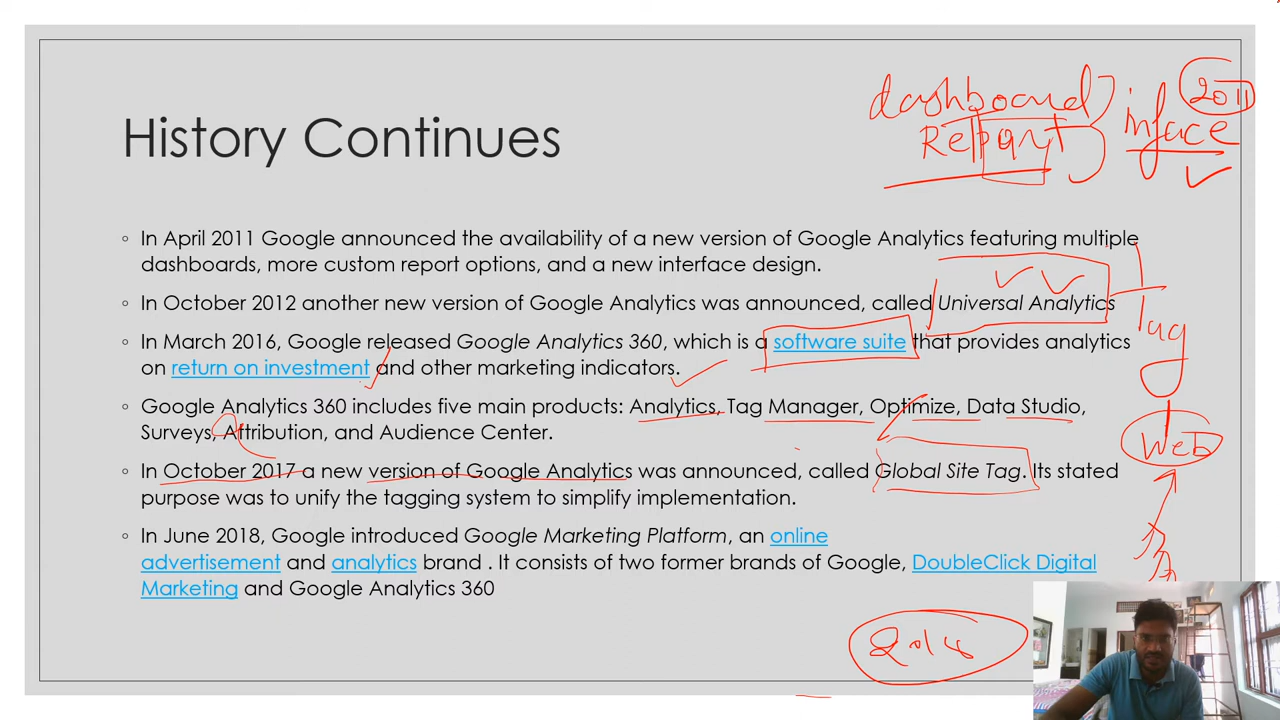 dashboard
Report
inface
2011
History Continues
In April 2011 Google announced the availability of a new version of Google Analytics featuring multiple
dashboards, more custom report options, and a new interface design.
In October 2012 another new version of Google Analytics was announced, called Universal Analytics
In March 2016, Google released Google Analytics 360, which is a software suite that provides analytics
on return on investment and other marketing indicators.
Tag
Google Analytics 360 includes five main products: Analytics, Tag Manager, Optimize, Data Studio,
Surveys, Attribution, and Audience Center.
Web
In October 2017 a new version of Google Analytics was announced, called Global Site Tag. Its stated
purpose was to unify the tagging system to simplify implementation.
In June 2018, Google introduced Google Marketing Platform, an online
advertisement and analytics brand . It consists of two former brands of Google, DoubleClick Digital
Marketing and Google Analytics 360
2018